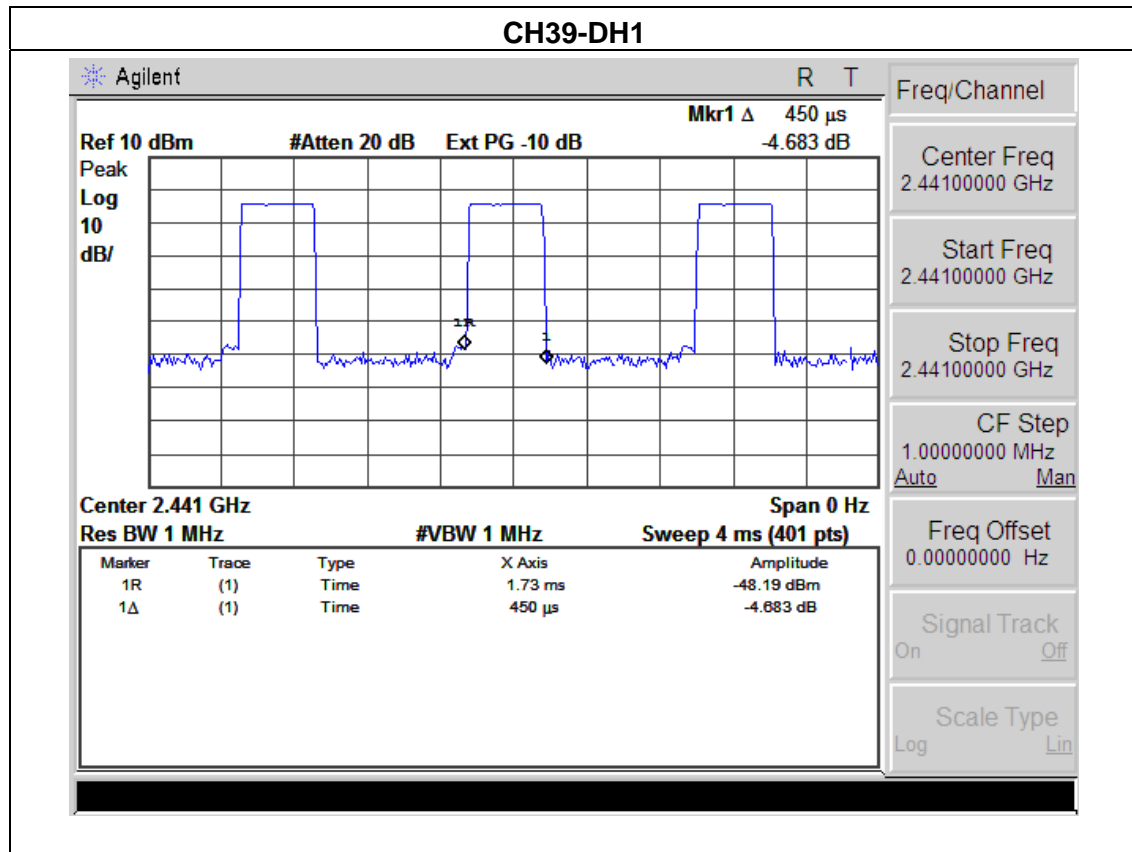 CH39-DH1
Agilent R T
Mkr1 Δ 450 µs
Ref 10 dBm #Atten 20 dB Ext PG -10 dB -4.683 dB
Peak
Log
10
dB/
1R
1
Center 2.441 GHz Span 0 Hz
Res BW 1 MHz #VBW 1 MHz Sweep 4 ms (401 pts)
Marker Trace Type X Axis Amplitude
1R (1) Time 1.73 ms -48.19 dBm
1Δ (1) Time 450 µs -4.683 dB
Freq/Channel
Center Freq
2.44100000 GHz
Start Freq
2.44100000 GHz
Stop Freq
2.44100000 GHz
CF Step
1.00000000 MHz
Auto Man
Freq Offset
0.00000000 Hz
Signal Track
On Off
Scale Type
Log Lin